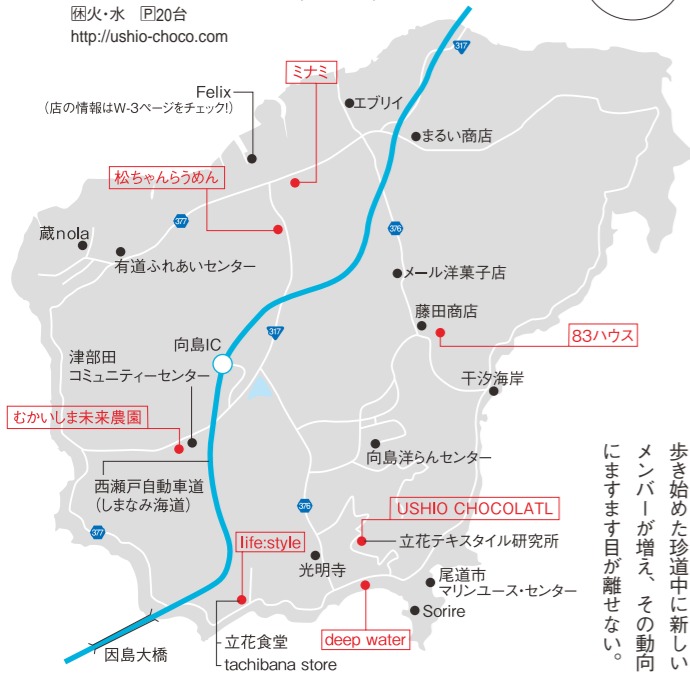 ㊡火・水 🄿20台
http://ushio-choco.com
317
ミナミ
Felix
(店の情報はW-3ページをチェック!)
エブリイ
まるい商店
松ちゃんらうめん
377
376
蔵nola
有道ふれあいセンター
メール洋菓子店
藤田商店
317
83ハウス
向島IC
津部田
コミュニティーセンター
干汐海岸
むかいしま未来農園
向島洋らんセンター
西瀬戸自動車道
(しまなみ海道)
376
USHIO CHOCOLATL
377
life:style
立花テキスタイル研究所
光明寺
尾道市
マリンユース・センター
Sorire
deep water
立花食堂
tachibana store
因島大橋
歩き始めた珍道中に新しい
メンバーが増え、その動向
にますます目が離せない。